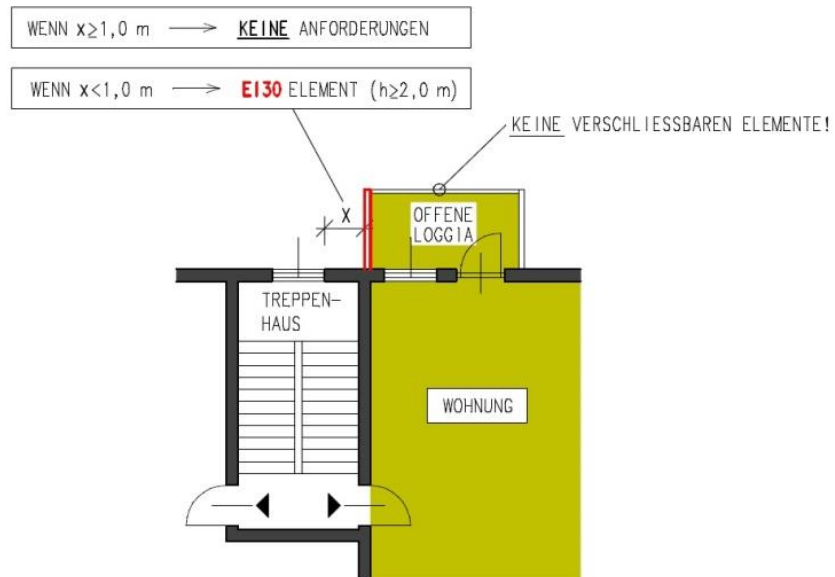 WENN x≥1,0 m → KEINE ANFORDERUNGEN
WENN x<1,0 m → EI30 ELEMENT (h≥2,0 m)
KEINE VERSCHLIESSBAREN ELEMENTE!
X
OFFENE
LOGGIA
TREPPEN-
HAUS
WOHNUNG